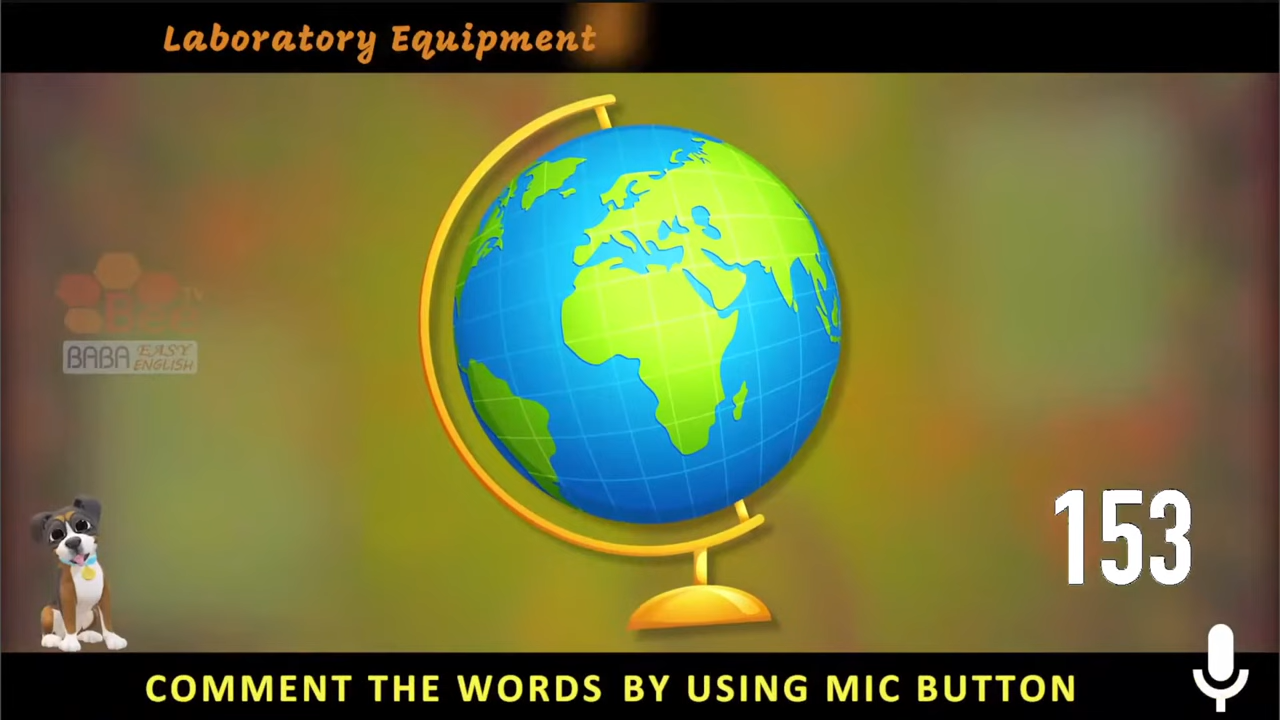 Laboratory Equipment
BABA EASY
ENGLISH
153
COMMENT THE WORDS BY USING MIC BUTTON